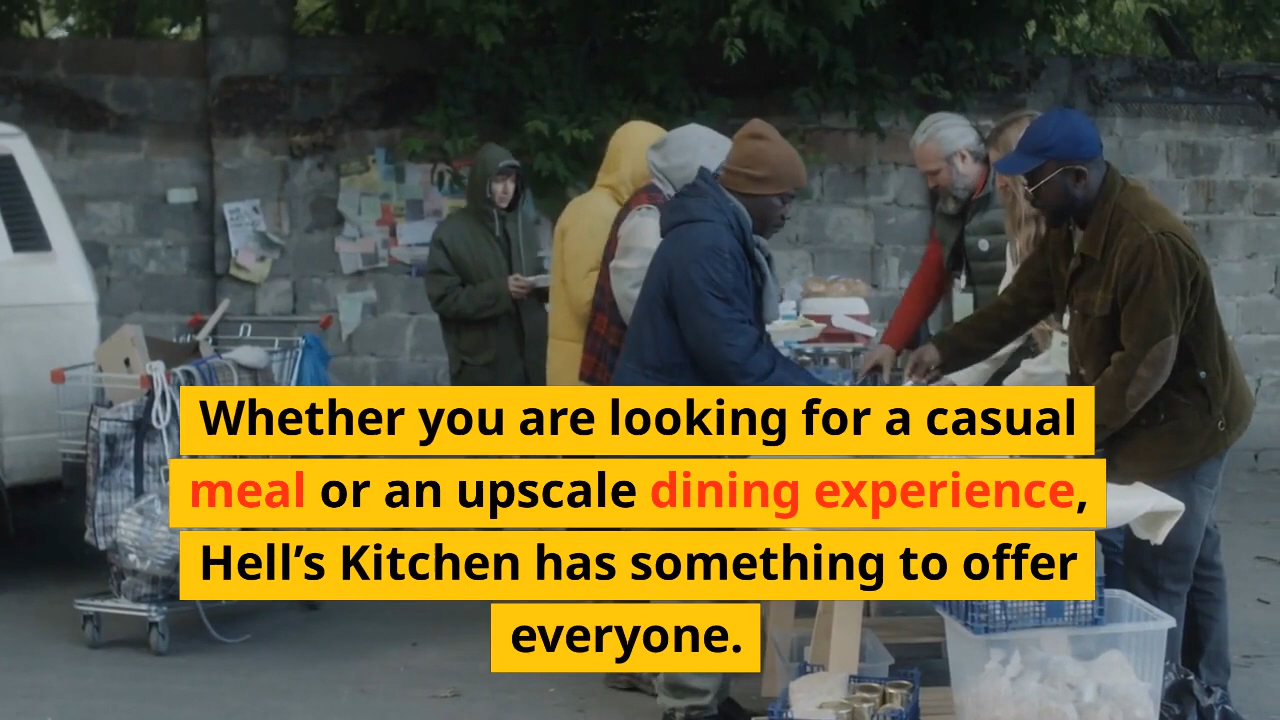 Whether you are looking for a casual
meal or an upscale dining experience,
Hell’s Kitchen has something to offer
everyone.